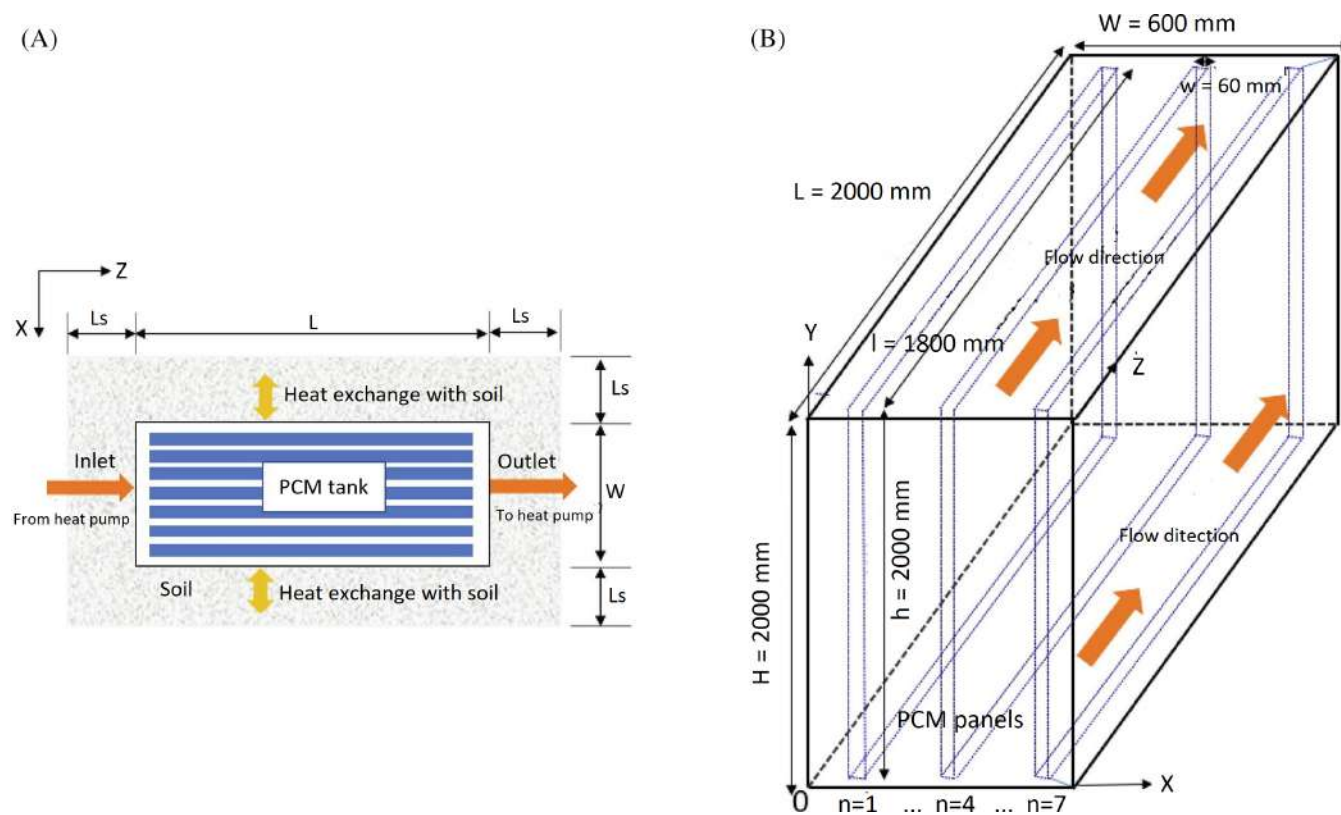 (A)
Z
X
Ls
L
Ls
Heat exchange with soil
Ls
Inlet
Outlet
PCM tank
W
From heat pump
To heat pump
Soil
Heat exchange with soil
Ls
(B)
W = 600 mm
w = 60 mm
L = 2000 mm
Flow direction
Y
l = 1800 mm
Z
H = 2000 mm
h = 2000 mm
Flow ditection
PCM panels
X
0
n=1 ... n=4 ... n=7